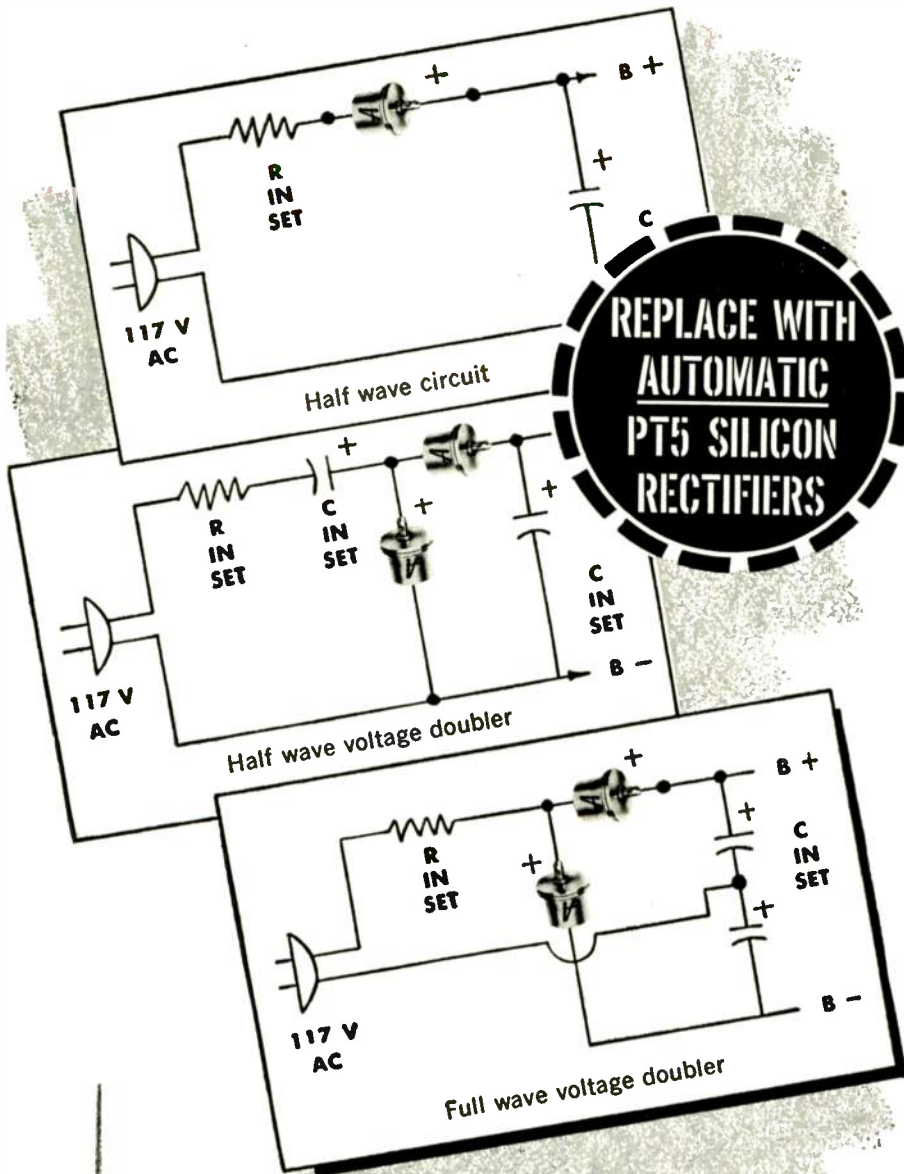 +
B +
R
IN
SET
+
C
117 V
AC
Half wave circuit
REPLACE WITH
AUTOMATIC
PT5 SILICON
RECTIFIERS
+
+
+
R
IN
SET
C
IN
SET
C
IN
SET
B -
117 V
AC
Half wave voltage doubler
+
B +
+
R
IN
SET
+
C
IN
SET
+
B -
117 V
AC
Full wave voltage doubler